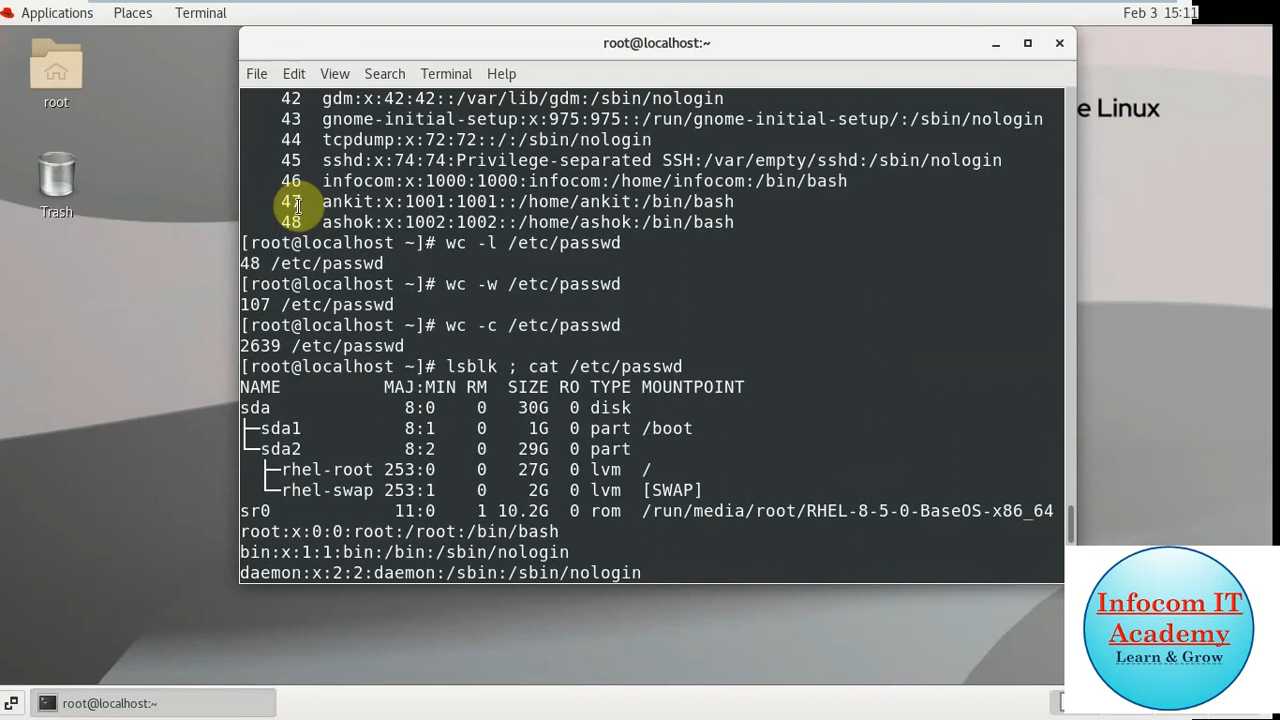 Applications Places Terminal Feb 3 15:11
root@localhost:~
File Edit View Search Terminal Help
root
Trash
e Linux
42 gdm:x:42:42::/var/lib/gdm:/sbin/nologin
43 gnome-initial-setup:x:975:975::/run/gnome-initial-setup/:/sbin/nologin
44 tcpdump:x:72:72::/:/sbin/nologin
45 sshd:x:74:74:Privilege-separated SSH:/var/empty/sshd:/sbin/nologin
46 infocom:x:1000:1000:infocom:/home/infocom:/bin/bash
47 ankit:x:1001:1001::/home/ankit:/bin/bash
48 ashok:x:1002:1002::/home/ashok:/bin/bash
[root@localhost ~]# wc -l /etc/passwd
48 /etc/passwd
[root@localhost ~]# wc -w /etc/passwd
107 /etc/passwd
[root@localhost ~]# wc -c /etc/passwd
2639 /etc/passwd
[root@localhost ~]# lsblk ; cat /etc/passwd
NAME MAJ:MIN RM SIZE RO TYPE MOUNTPOINT
sda 8:0 0 30G 0 disk
├─sda1 8:1 0 1G 0 part /boot
└─sda2 8:2 0 29G 0 part
├─rhel-root 253:0 0 27G 0 lvm /
└─rhel-swap 253:1 0 2G 0 lvm [SWAP]
sr0 11:0 1 10.2G 0 rom /run/media/root/RHEL-8-5-0-BaseOS-x86_64
root:x:0:0:root:/root:/bin/bash
bin:x:1:1:bin:/bin:/sbin/nologin
daemon:x:2:2:daemon:/sbin:/sbin/nologin
Infocom IT
Academy
Learn & Grow
root@localhost:~